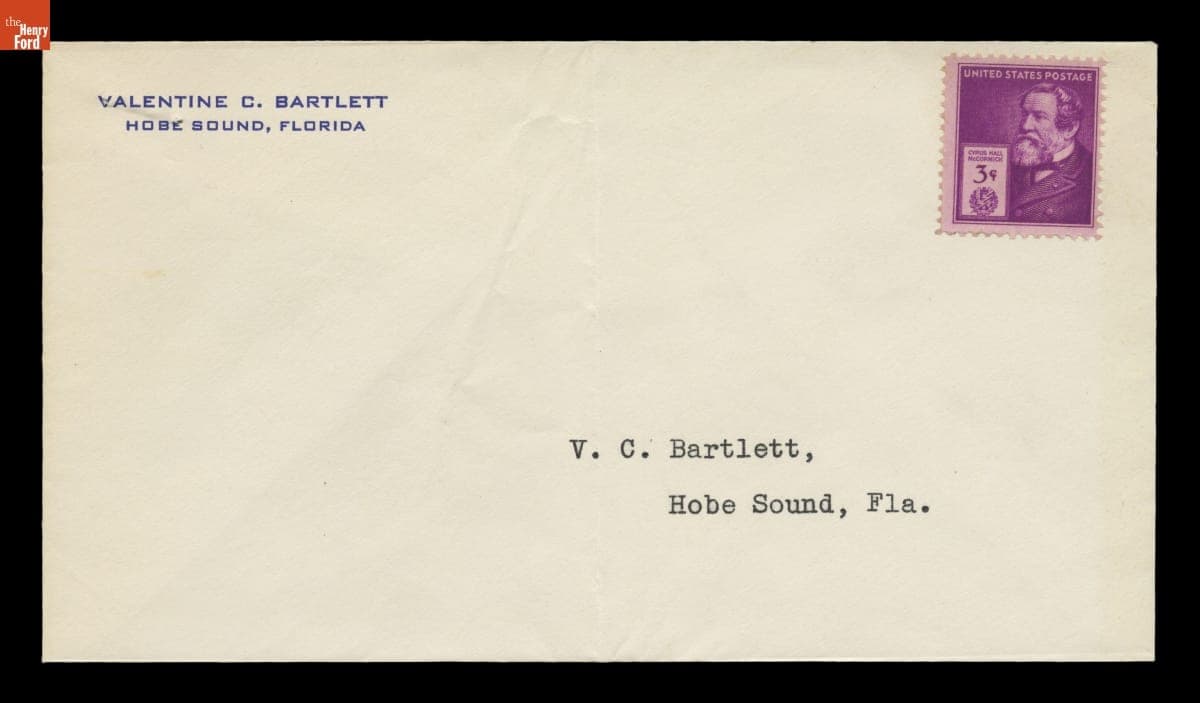 the
Henry
Ford
VALENTINE C. BARTLETT
HOBE SOUND, FLORIDA
UNITED STATES POSTAGE
CYRUS HALL
McCORMICK
3¢
V. C. Bartlett,
Hobe Sound, Fla.